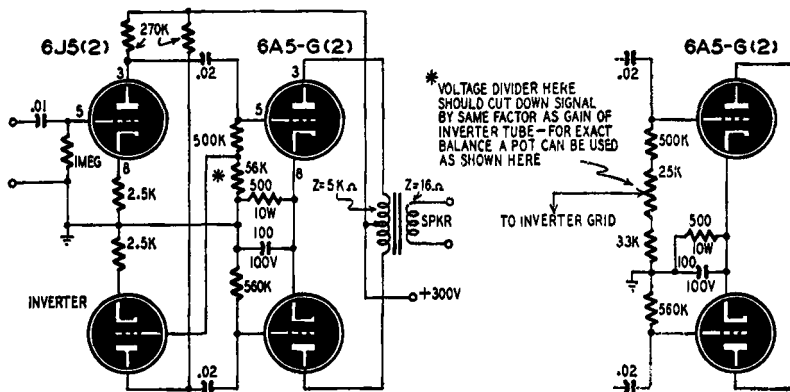 270K
6J5(2)
6A5-G(2)
3
.02
3
.01
5
5
500K
1MEG
8
56K
8
*
2.5K
500
10W
Z=5KΩ
Z=16Ω
SPKR
2.5K
100
100V
INVERTER
560K
+300V
.02
* VOLTAGE DIVIDER HERE
SHOULD CUT DOWN SIGNAL
BY SAME FACTOR AS GAIN OF
INVERTER TUBE-FOR EXACT
BALANCE A POT CAN BE USED
AS SHOWN HERE
6A5-G(2)
.02
500K
25K
TO INVERTER GRID
33K
500
10W
100
100V
560K
.02